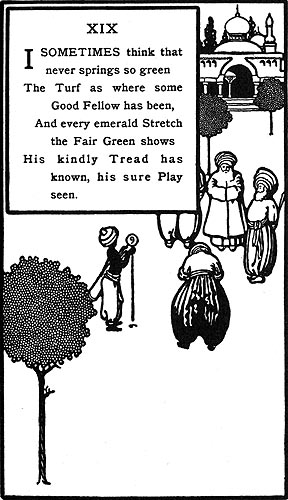 XIX
I SOMETIMES think that
never springs so green
The Turf as where some
Good Fellow has been,
And every emerald Stretch
the Fair Green shows
His kindly Tread has
known, his sure Play
seen.